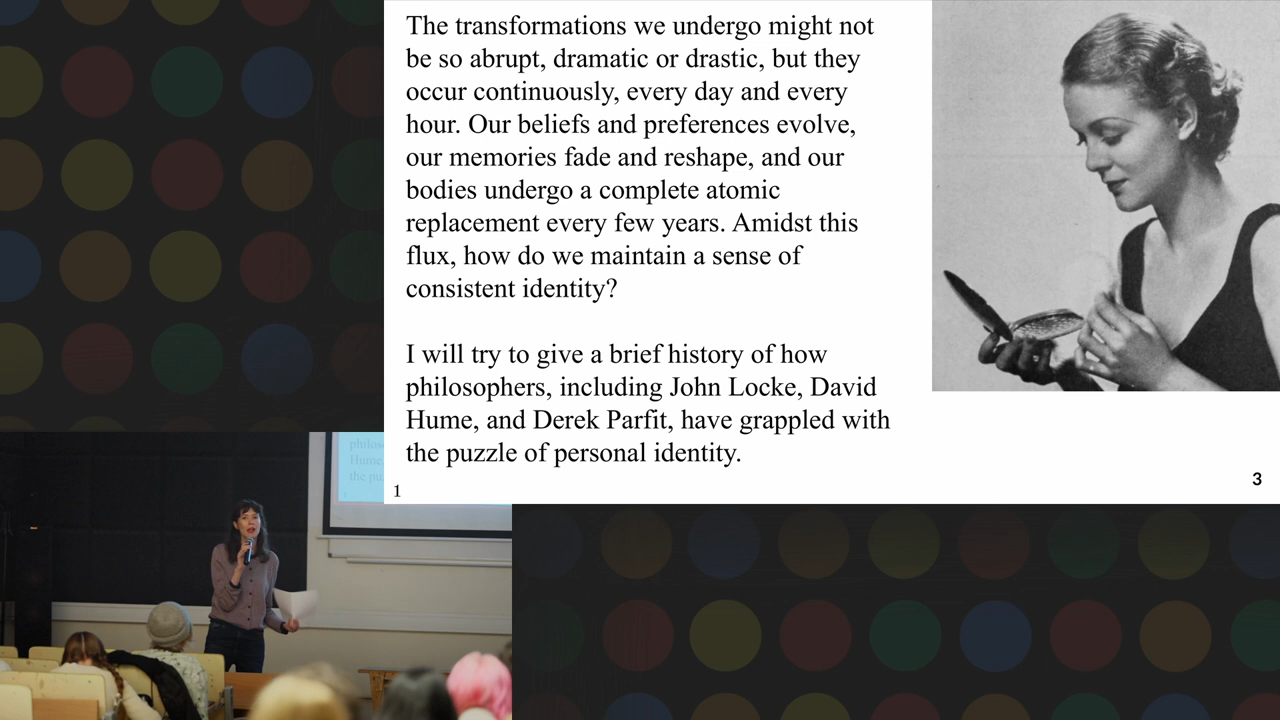 The transformations we undergo might not
be so abrupt, dramatic or drastic, but they
occur continuously, every day and every
hour. Our beliefs and preferences evolve,
our memories fade and reshape, and our
bodies undergo a complete atomic
replacement every few years. Amidst this
flux, how do we maintain a sense of
consistent identity?
I will try to give a brief history of how
philosophers, including John Locke, David
Hume, and Derek Parfit, have grappled with
the puzzle of personal identity.
1
3
philos
Hume,
the pu